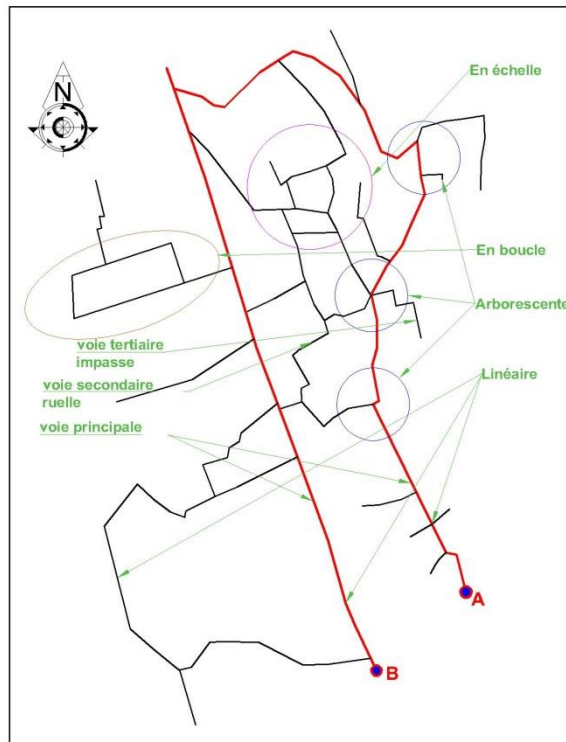 N
En échelle
En boucle
Arborescente
voie tertiaire
impasse
Linéaire
voie secondaire
ruelle
voie principale
A
B